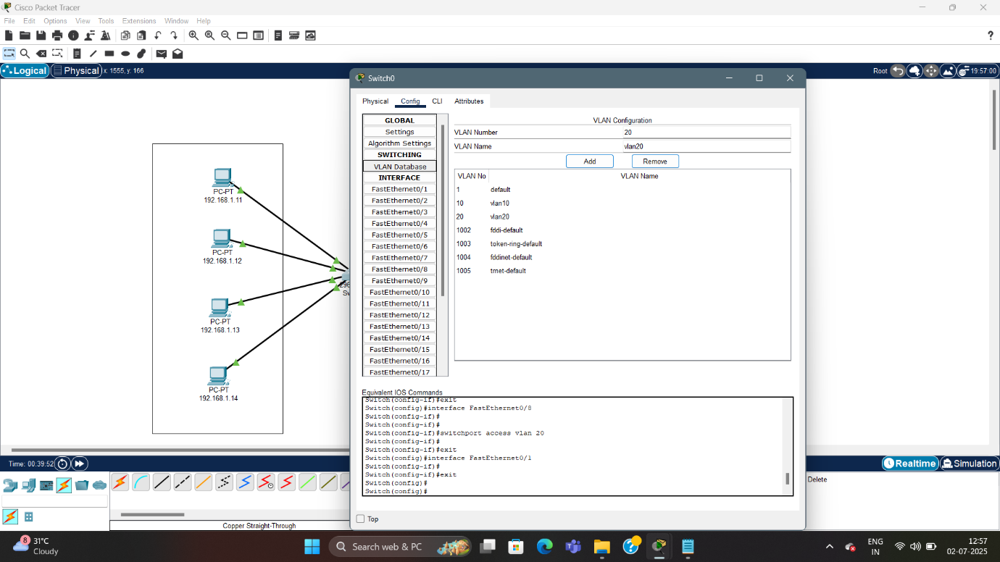 Cisco Packet Tracer
File Edit Options View Tools Extensions Window Help
Logical Physical x: 1555, y: 166 Root 19:57:00
Switch0
Physical Config CLI Attributes
GLOBAL
Settings
Algorithm Settings
SWITCHING
VLAN Database
INTERFACE
FastEthernet0/1
FastEthernet0/2
FastEthernet0/3
FastEthernet0/4
FastEthernet0/5
FastEthernet0/6
FastEthernet0/7
FastEthernet0/8
FastEthernet0/9
FastEthernet0/10
FastEthernet0/11
FastEthernet0/12
FastEthernet0/13
FastEthernet0/14
FastEthernet0/15
FastEthernet0/16
FastEthernet0/17
VLAN Configuration
VLAN Number 20
VLAN Name vlan20
Add Remove
VLAN No VLAN Name
1 default
10 vlan10
20 vlan20
1002 fddi-default
1003 token-ring-default
1004 fddinet-default
1005 trnet-default
PC-PT
192.168.1.11
PC-PT
192.168.1.12
PC-PT
192.168.1.13
PC-PT
192.168.1.14
296
Sw
Equivalent IOS Commands
Switch(config-if)#exit
Switch(config)#interface FastEthernet0/8
Switch(config-if)#
Switch(config-if)#
Switch(config-if)#switchport access vlan 20
Switch(config-if)#
Switch(config-if)#exit
Switch(config)#interface FastEthernet0/1
Switch(config-if)#
Switch(config-if)#exit
Switch(config)#
Switch(config)#
Top
Time: 00:39:52 Realtime Simulation
Delete
Copper Straight-Through
8 31°C
Cloudy
Search web & PC
ENG
IN
12:57
02-07-2025